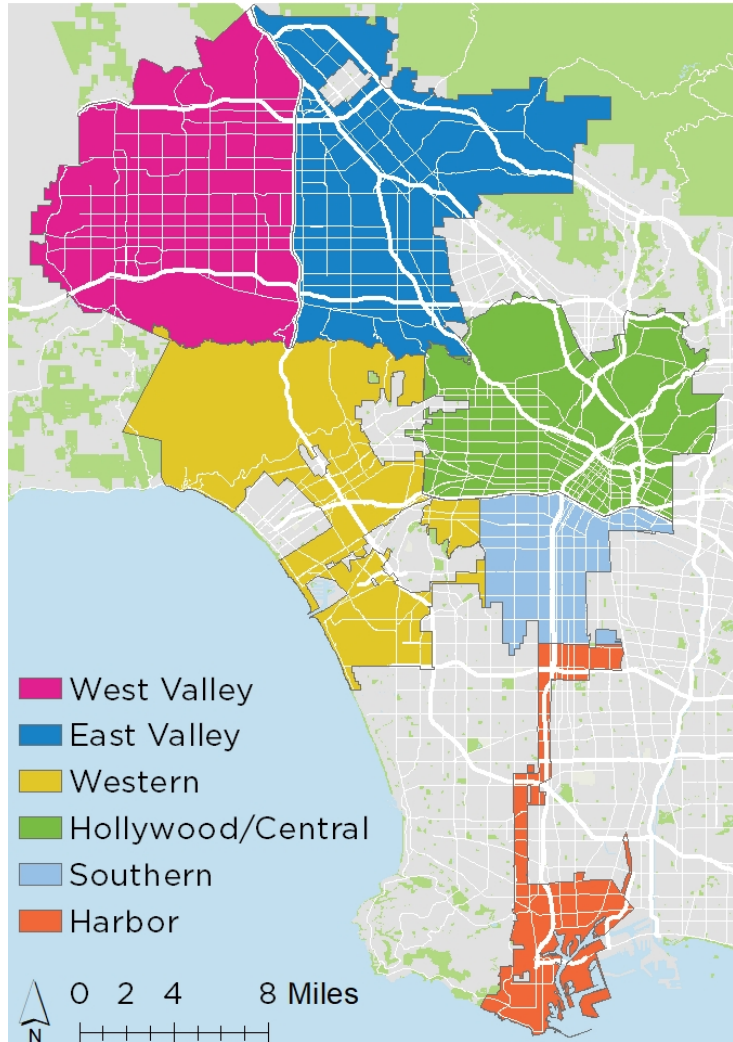 West Valley
East Valley
Western
Hollywood/Central
Southern
Harbor
0 2 4 8 Miles
N